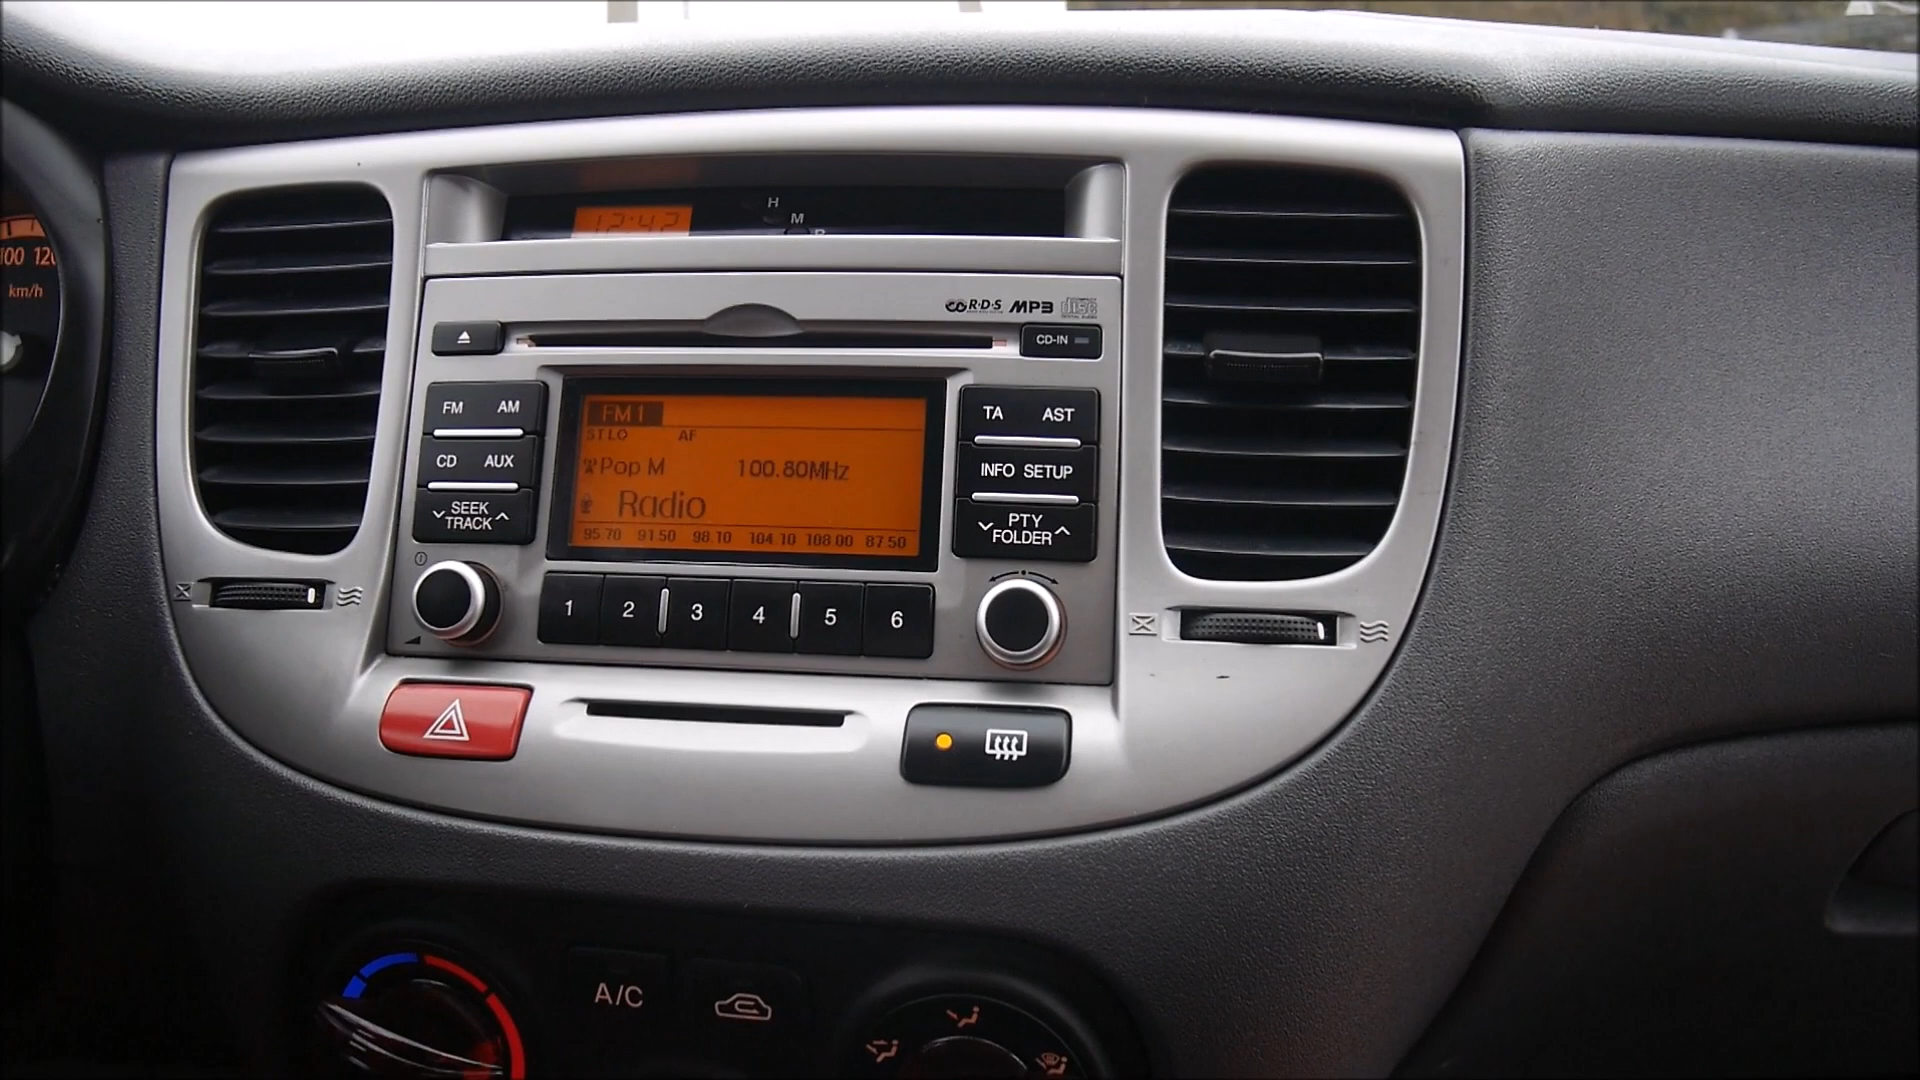 12:42
H
M
R·D·S MP3 disc
CD-IN
100 120
km/h
FM AM
CD AUX
SEEK
TRACK
FM1
ST LO AF
Pop M 100.80MHz
Radio
95.70 91.50 98.10 104.10 108.00 87.50
TA AST
INFO SETUP
PTY
FOLDER
1 2 3 4 5 6
A/C